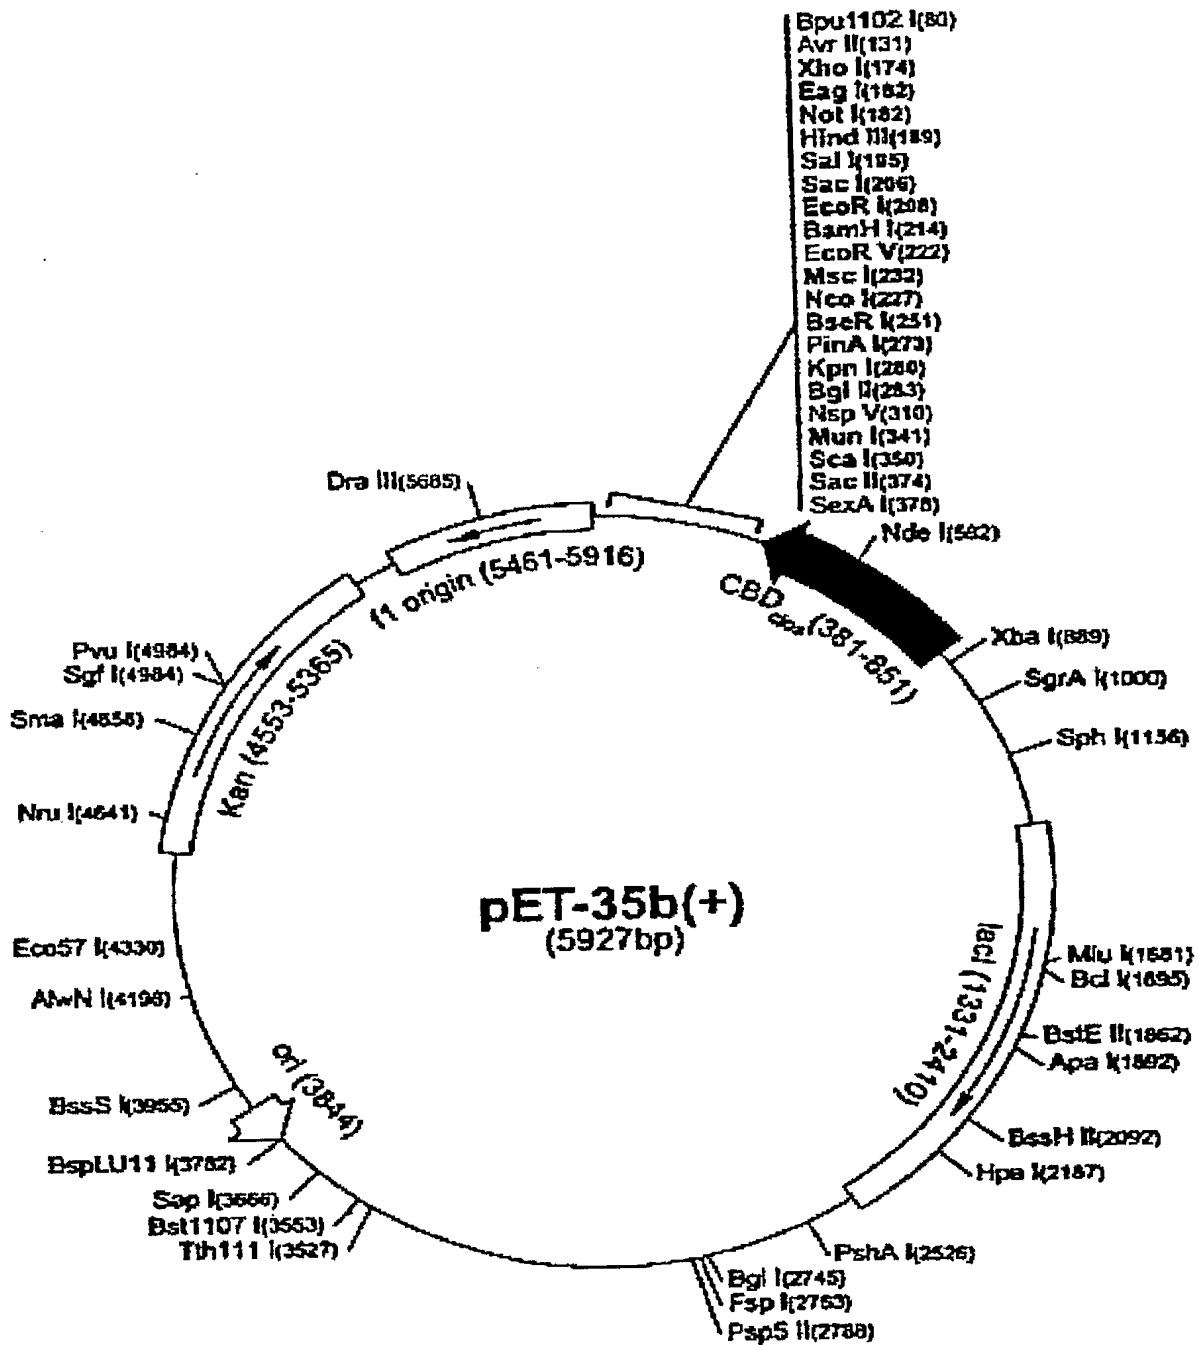 Bpu1102 I(80)
Avr II(131)
Xho I(174)
Eag I(182)
Not I(182)
Hind III(189)
Sal I(195)
Sac I(206)
EcoR I(208)
BamH I(214)
EcoR V(222)
Msc I(232)
Nco I(227)
BseR I(251)
PinA I(273)
Kpn I(280)
Bgl II(283)
Nsp V(310)
Mun I(341)
Sca I(350)
Sac II(374)
SexA I(378)
Dra III(5685)
Nde I(592)
f1 origin (5461-5916)
CBDclos (381-851)
Xba I(889)
SgrA I(1000)
Sph I(1156)
Pvu I(4984)
Sgf I(4984)
Sma I(4858)
Nru I(4641)
Kan (4553-5365)
pET-35b(+)
(5927bp)
lacI (1331-2410)
Mlu I(1681)
Bcl I(1695)
BstE II(1862)
Apa I(1892)
BssH II(2092)
Hpa I(2187)
Eco57 I(4330)
AlwN I(4198)
ori (3844)
BssS I(3955)
BspLU11 I(3782)
Sap I(3666)
Bst1107 I(3553)
Tth111 I(3527)
PshA I(2526)
Bgl I(2745)
Fsp I(2763)
Psp5 II(2788)